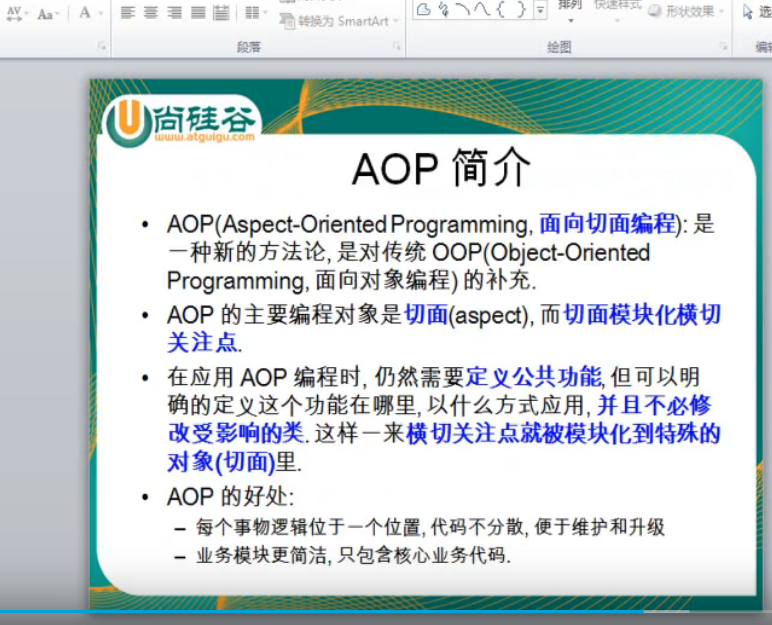 Aa
A
转换为 SmartArt
排列
快速样式
形状效果
选
段落
绘图
编辑
尚硅谷
www.atguigu.com
AOP 简介
• AOP(Aspect-Oriented Programming, 面向切面编程): 是
一种新的方法论, 是对传统 OOP(Object-Oriented
Programming, 面向对象编程) 的补充.
• AOP 的主要编程对象是切面(aspect), 而切面模块化横切
关注点.
• 在应用 AOP 编程时, 仍然需要定义公共功能, 但可以明
确的定义这个功能在哪里, 以什么方式应用, 并且不必修
改受影响的类. 这样一来横切关注点就被模块化到特殊的
对象(切面)里.
• AOP 的好处:
– 每个事物逻辑位于一个位置, 代码不分散, 便于维护和升级
– 业务模块更简洁, 只包含核心业务代码.